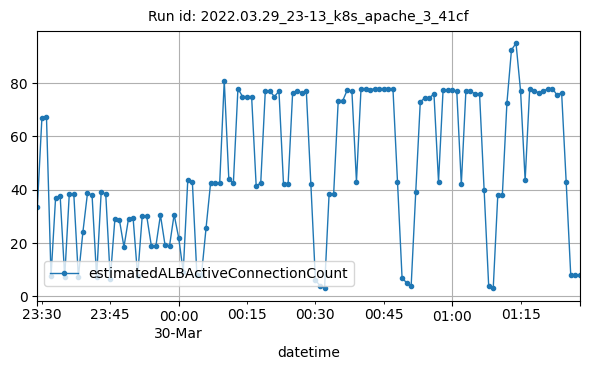 Run id: 2022.03.29_23-13_k8s_apache_3_41cf
80
60
40
20
0
estimatedALBActiveConnectionCount
23:30 23:45 00:00 00:15 00:30 00:45 01:00 01:15
30-Mar
datetime